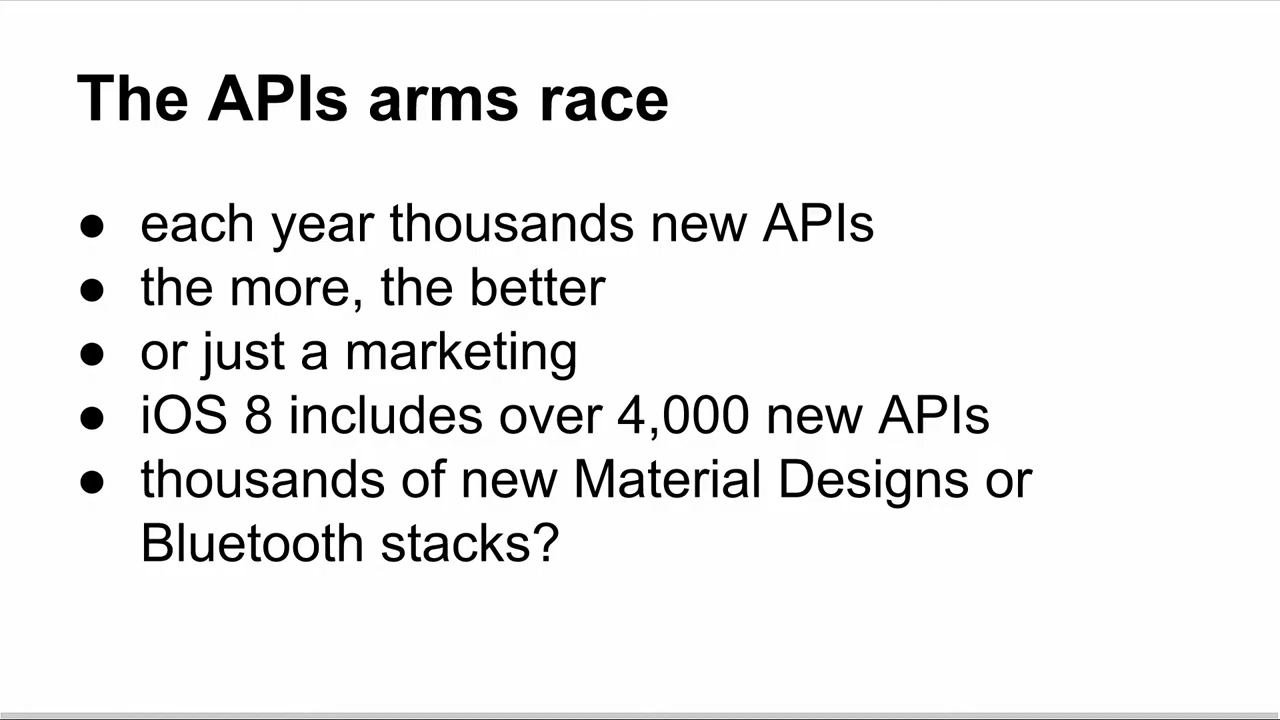 The APIs arms race
● each year thousands new APIs
● the more, the better
● or just a marketing
● iOS 8 includes over 4,000 new APIs
● thousands of new Material Designs or
Bluetooth stacks?